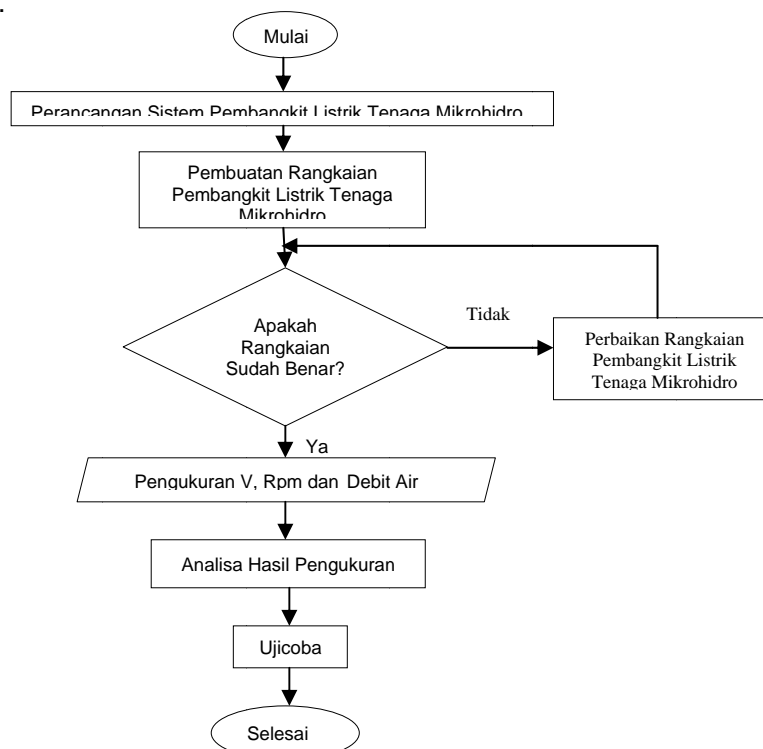 .
Mulai
Perancangan Sistem Pembangkit Listrik Tenaga Mikrohidro
Pembuatan Rangkaian
Pembangkit Listrik Tenaga
Mikrohidro
Apakah
Rangkaian
Sudah Benar?
Tidak
Perbaikan Rangkaian
Pembangkit Listrik
Tenaga Mikrohidro
Ya
Pengukuran V, Rpm dan Debit Air
Analisa Hasil Pengukuran
Ujicoba
Selesai